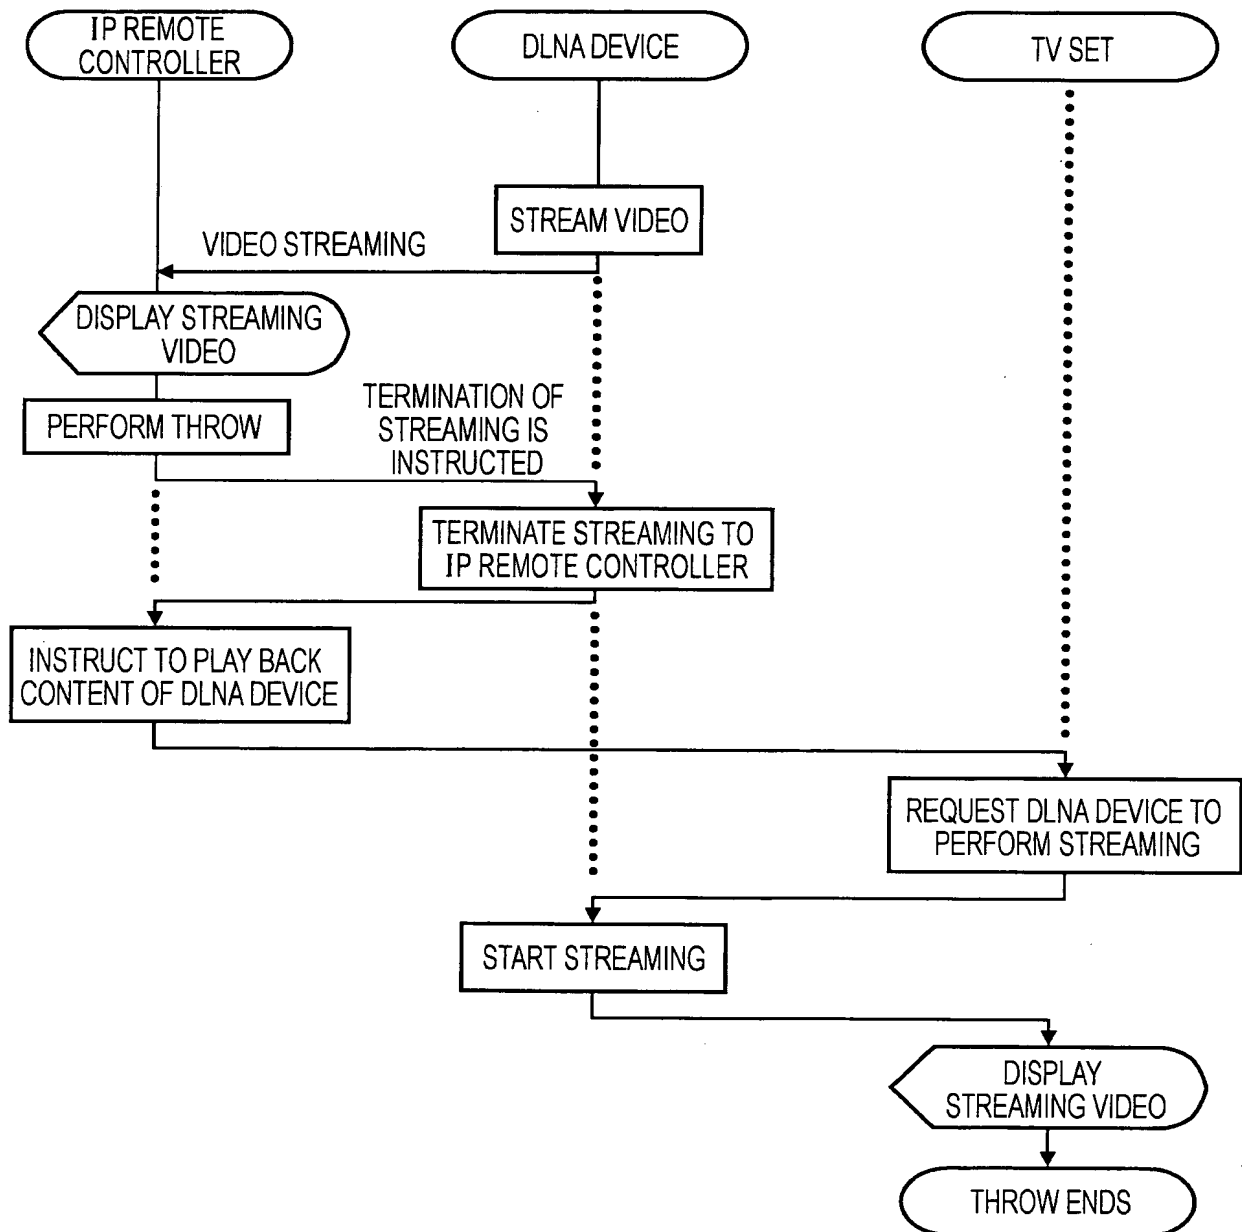 IP REMOTE
CONTROLLER
DLNA DEVICE
TV SET
STREAM VIDEO
VIDEO STREAMING
DISPLAY STREAMING
VIDEO
TERMINATION OF
STREAMING IS
INSTRUCTED
PERFORM THROW
TERMINATE STREAMING TO
IP REMOTE CONTROLLER
INSTRUCT TO PLAY BACK
CONTENT OF DLNA DEVICE
REQUEST DLNA DEVICE TO
PERFORM STREAMING
START STREAMING
DISPLAY
STREAMING VIDEO
THROW ENDS